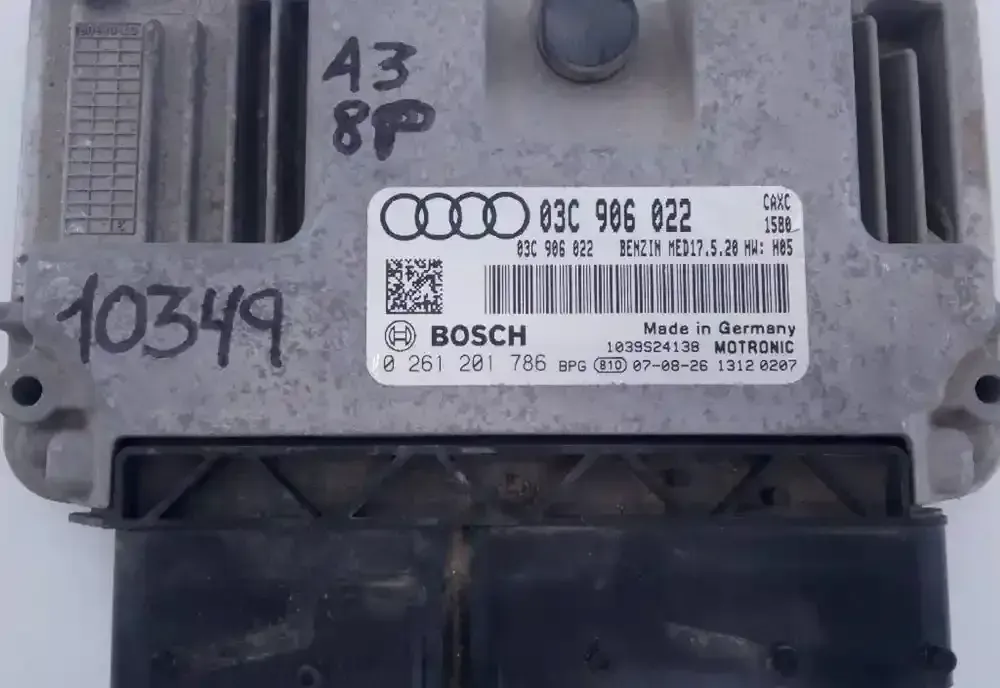 A3
8P
10349
03C 906 022
CAXC
1580
03C 906 022 BENZIN MED17.5.20 HW: H05
BOSCH
Made in Germany
1039S24138 MOTRONIC
0 261 201 786 BPG 810 07-08-26 1312 0207